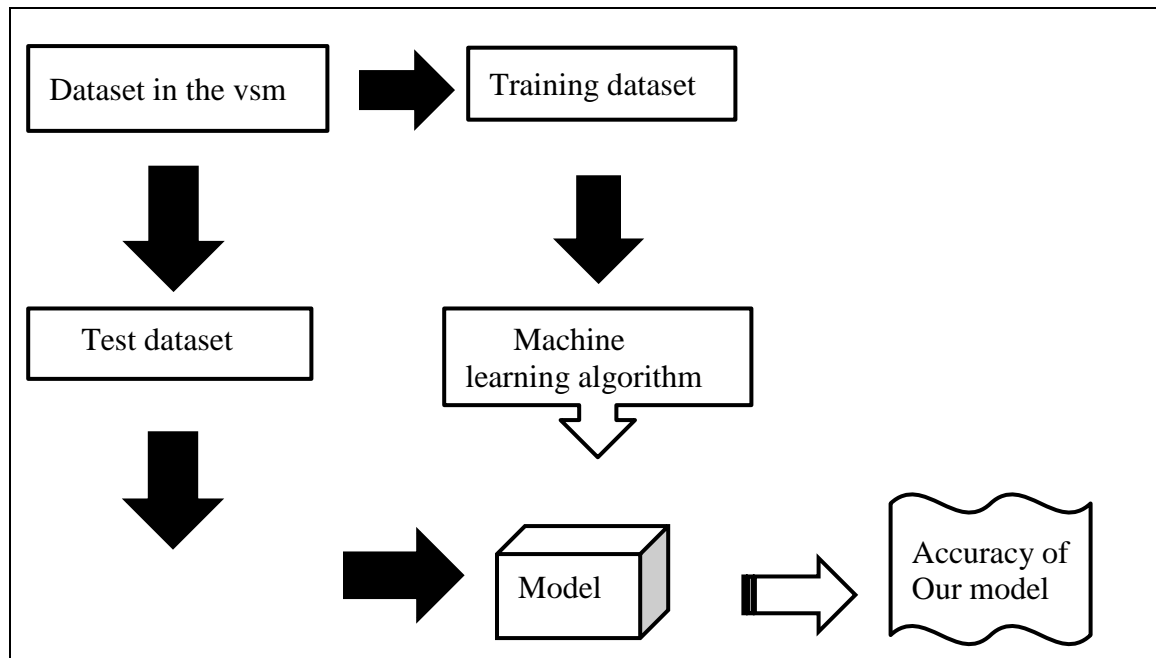 Dataset in the vsm
Training dataset
Test dataset
Machine
learning algorithm
Model
Accuracy of
Our model